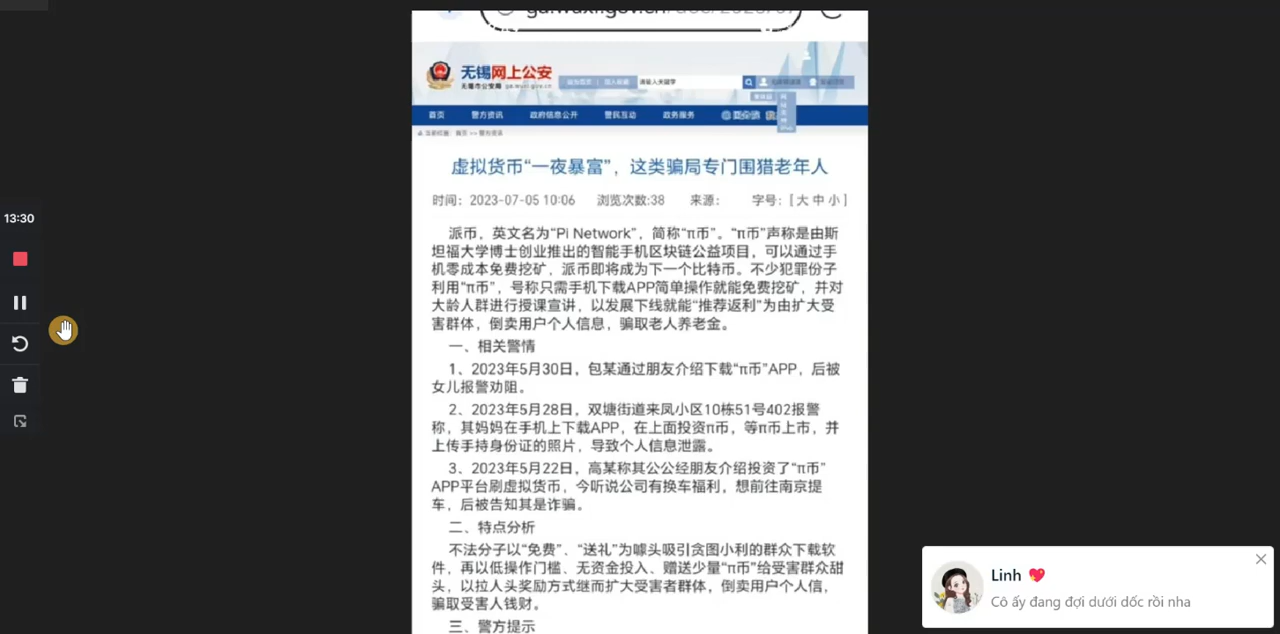 无锡网上公安
无锡市公安局 ga.wuxi.gov.cn
请输入关键字
首页 警方资讯 政府信息公开 警民互动 政务服务
首页 >> 警方资讯
虚拟货币“一夜暴富”，这类骗局专门围猎老年人
时间：2023-07-05 10:06 浏览次数:38 来源： 字号：[ 大 中 小 ]
派币，英文名为“Pi Network”，简称“π币”。“π币”声称是由斯
坦福大学博士创业推出的智能手机区块链公益项目，可以通过手
机零成本免费挖矿，派币即将成为下一个比特币。不少犯罪份子
利用“π币”，号称只需手机下载APP简单操作就能免费挖矿，并对
大龄人群进行授课宣讲，以发展下线就能“推荐返利”为由扩大受
害群体，倒卖用户个人信息，骗取老人养老金。
一、相关警情
1、2023年5月30日，包某通过朋友介绍下载“π币”APP，后被
女儿报警劝阻。
2、2023年5月28日，双塘街道来凤小区10栋51号402报警
称，其妈妈在手机上下载APP，在上面投资π币，等π币上市，并
上传手持身份证的照片，导致个人信息泄露。
3、2023年5月22日，高某称其公公经朋友介绍投资了“π币”
APP平台刷虚拟货币，今听说公司有换车福利，想前往南京提
车，后被告知其是诈骗。
二、特点分析
不法分子以“免费”、“送礼”为噱头吸引贪图小利的群众下载软
件，再以低操作门槛、无资金投入、赠送少量“π币”给受害群众甜
头，以拉人头奖励方式继而扩大受害者群体，倒卖用户个人信，
骗取受害人钱财。
三、警方提示
13:30
Linh 💖
Cô ấy đang đợi dưới dốc rồi nha